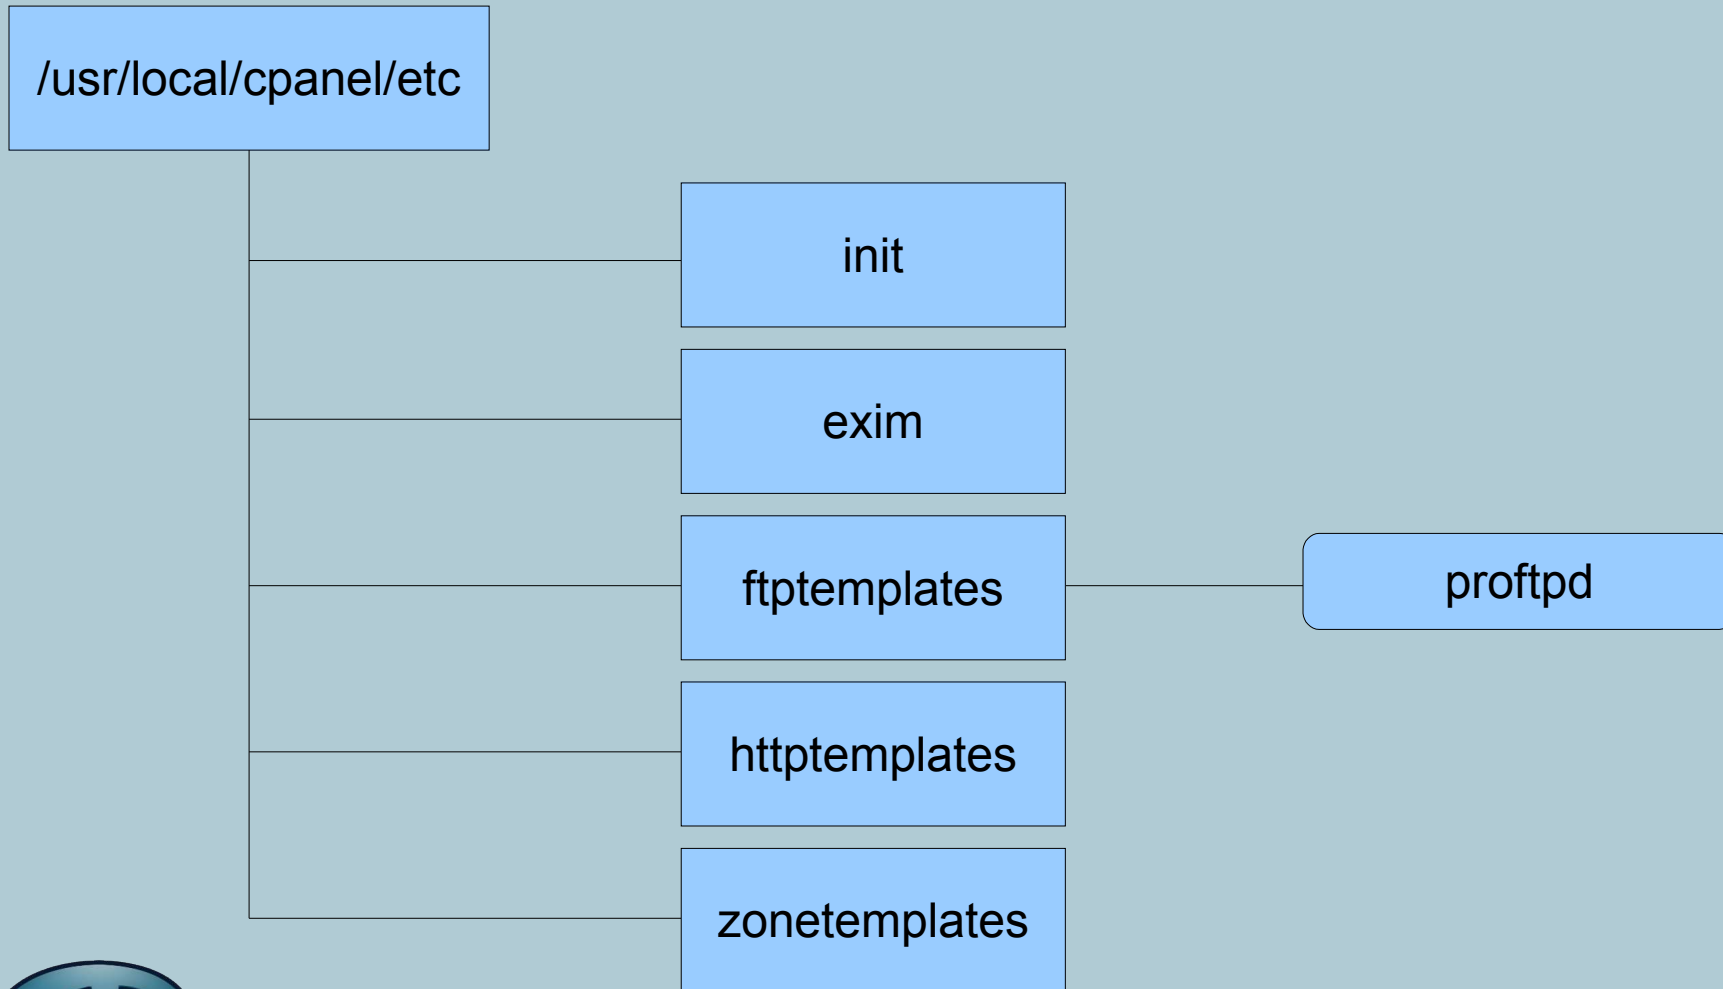 /usr/local/cpanel/etc
init
exim
ftptemplates
proftpd
httptemplates
zonetemplates